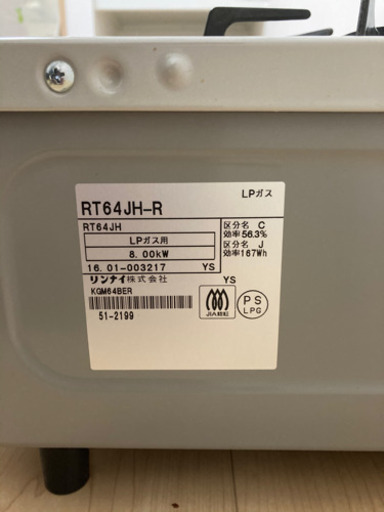 LPガス
RT64JH-R
RT64JH
LPガス用
8.00kW
区分名 C
効率56.3%
区分名 J
効率167Wh
16.01-003217 YS
リンナイ株式会社
KGM64BER
51-2199
YS
JIA認証
PS
LPG